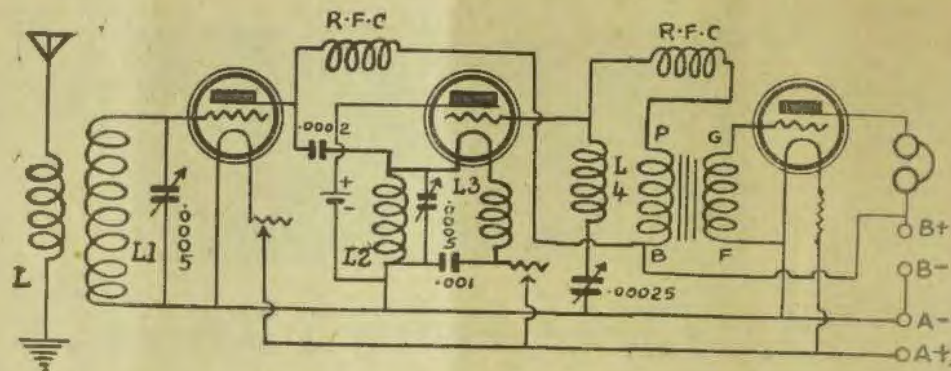 R.F.C
R.F.C
.0002
P
G
L
4
L3
+
-
.0005
L1
.0005
L2
L
.001
B
F
.00025
B+
B-
A-
A+